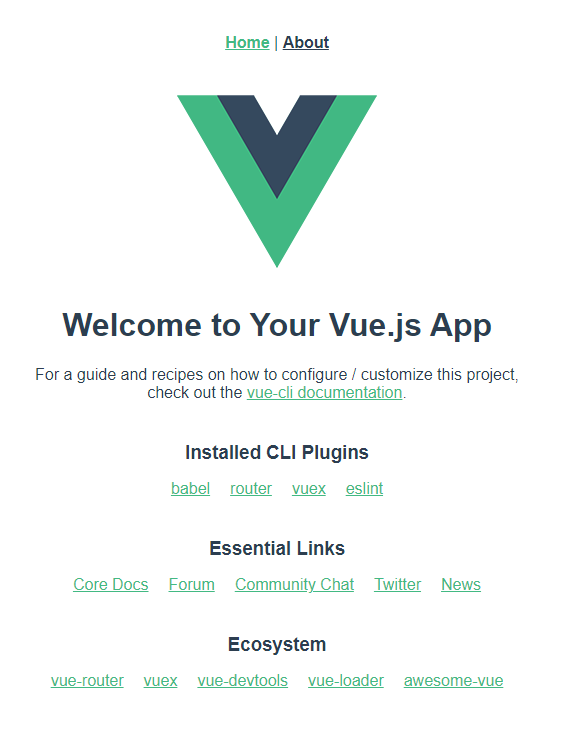 Home | About
Welcome to Your Vue.js App
For a guide and recipes on how to configure / customize this project,
check out the vue-cli documentation.
Installed CLI Plugins
babel router vuex eslint
Essential Links
Core Docs Forum Community Chat Twitter News
Ecosystem
vue-router vuex vue-devtools vue-loader awesome-vue